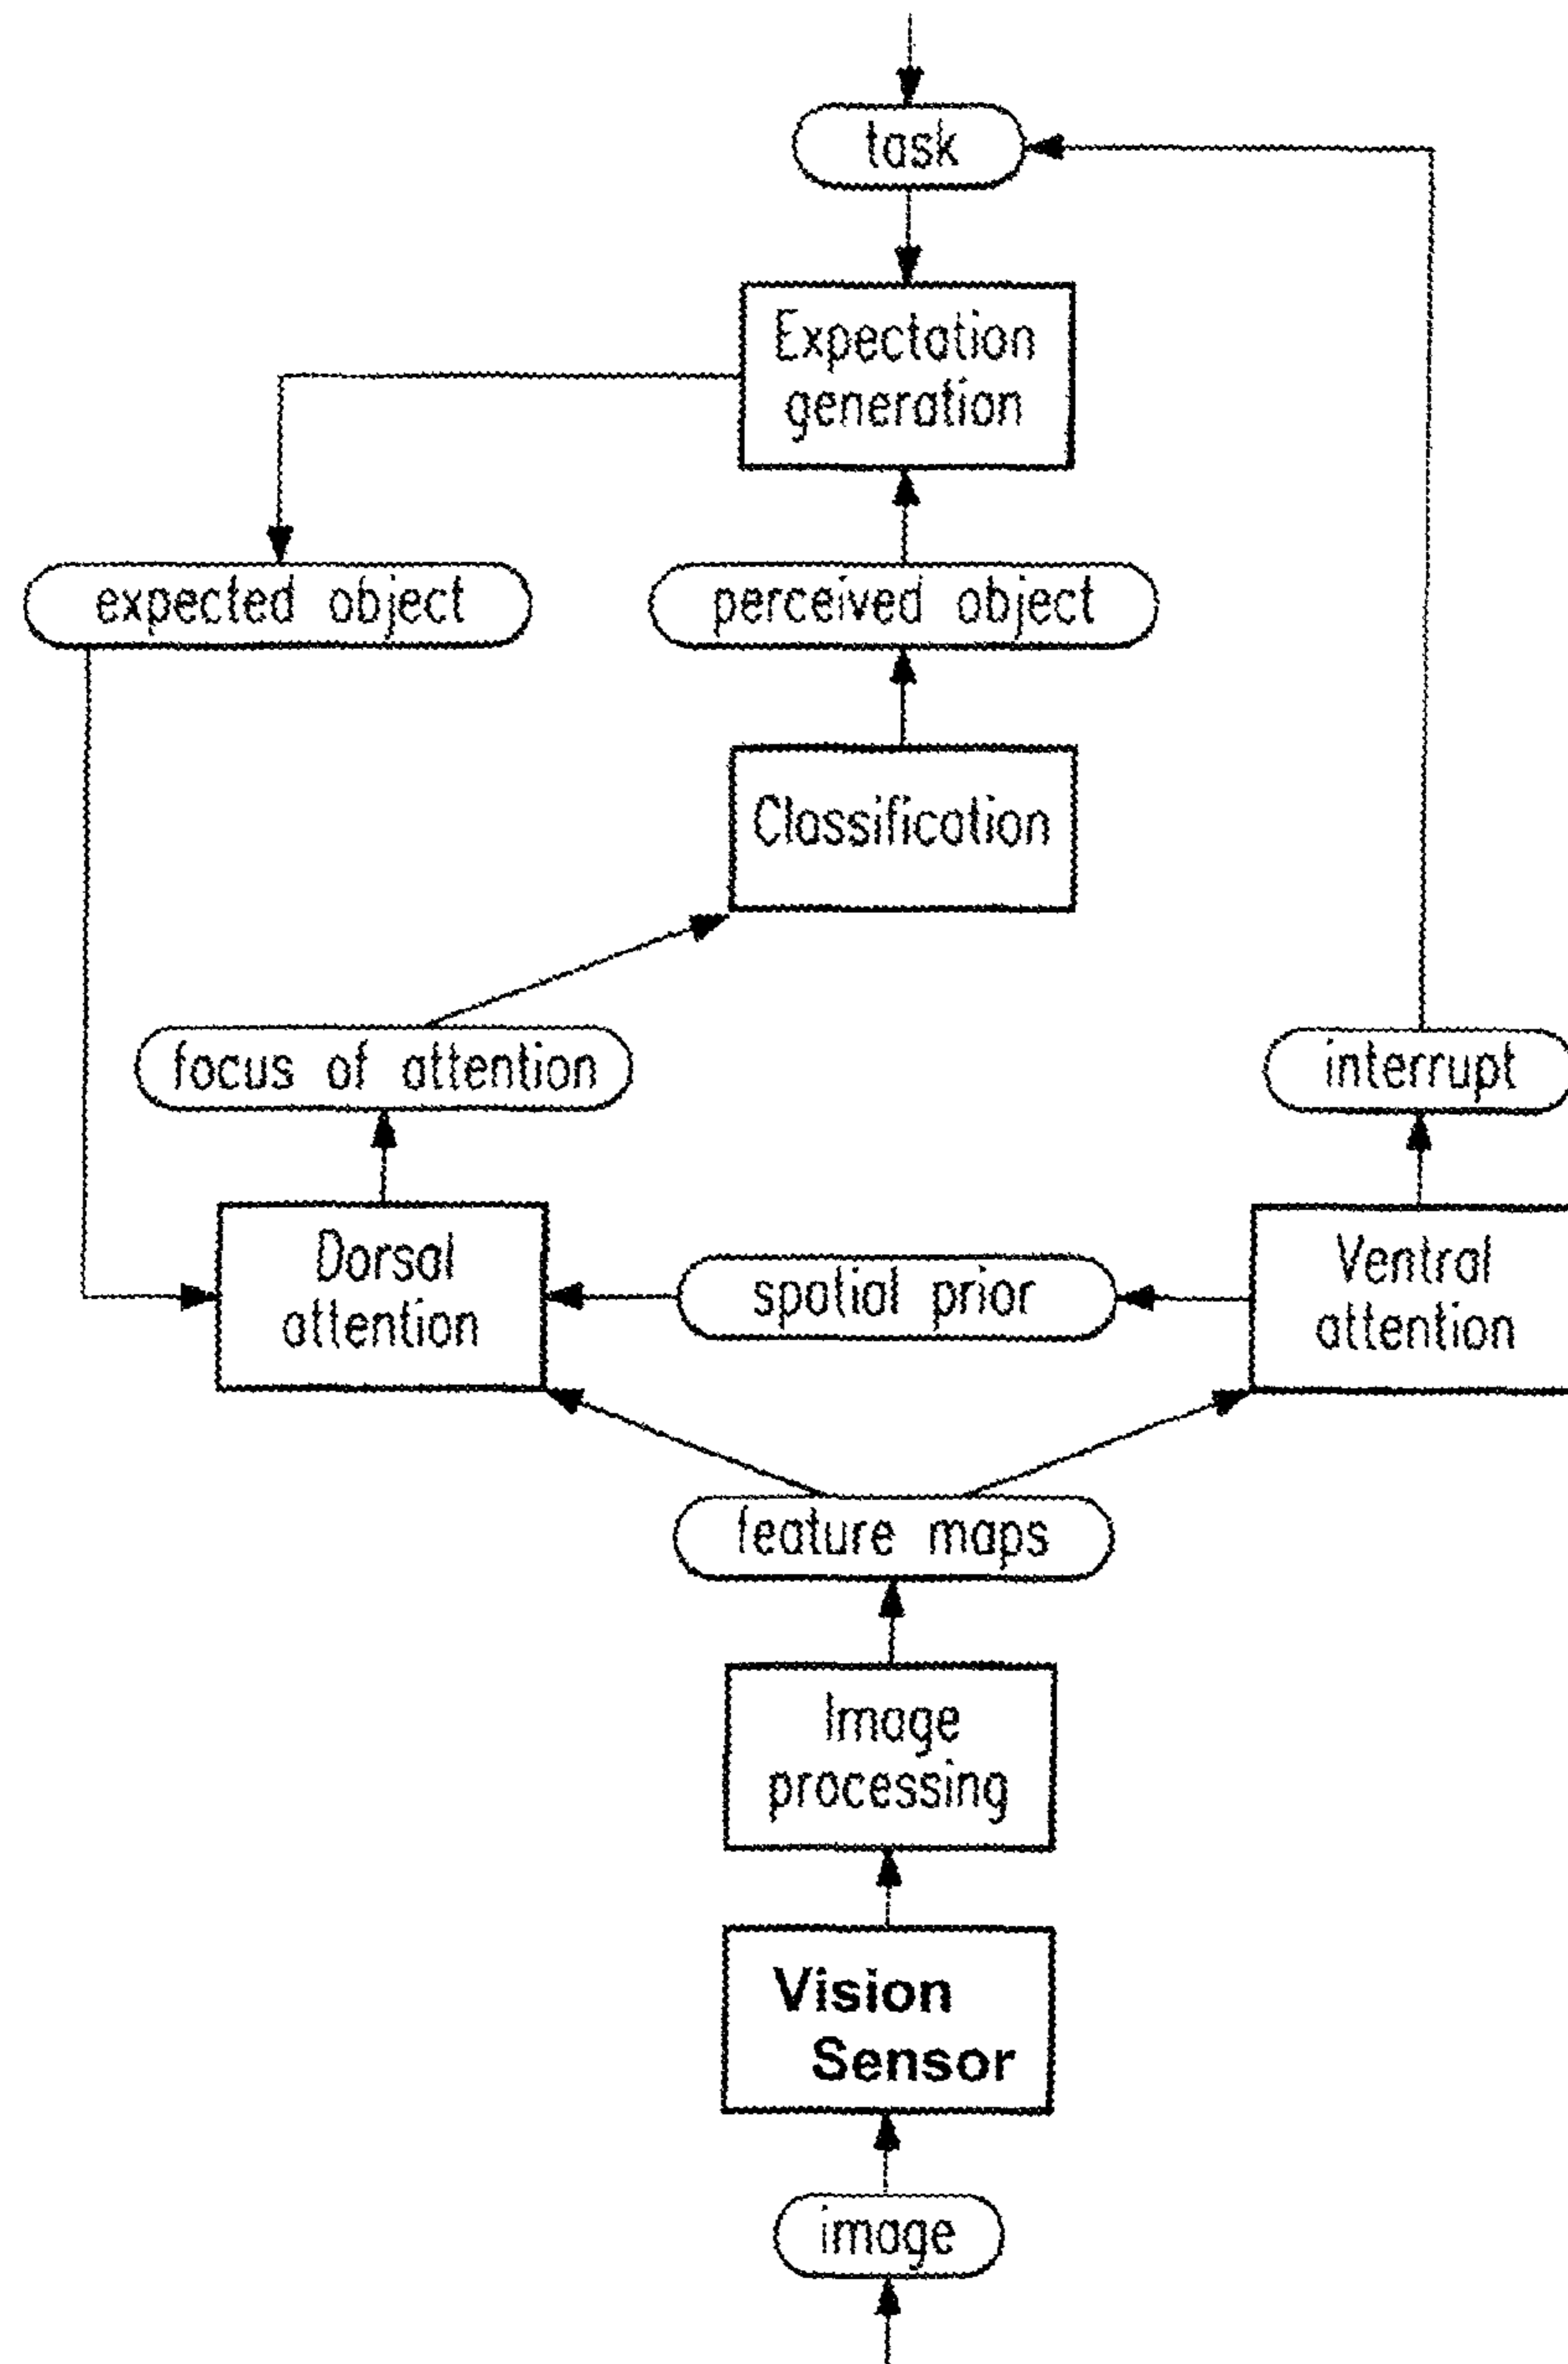 task
Expectation
generation
expected object
perceived object
Classification
focus of attention
interrupt
Dorsal
attention
spatial prior
Ventral
attention
feature maps
Image
processing
Vision
Sensor
image